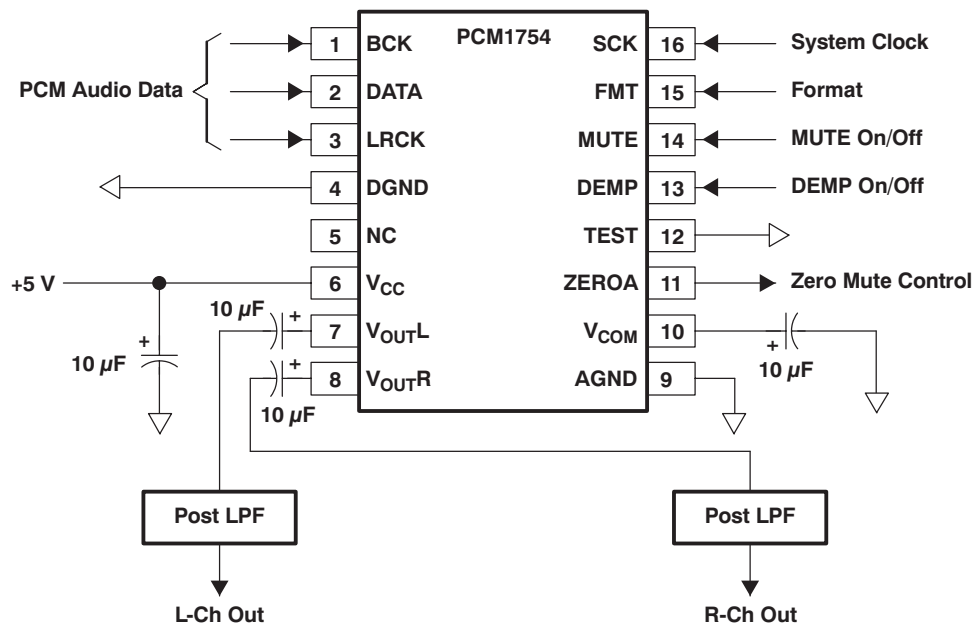 PCM1754
PCM Audio Data
1 BCK
2 DATA
3 LRCK
4 DGND
5 NC
+5 V
6 VCC
10 µF
+
7 VOUTL
10 µF
+
8 VOUTR
10 µF
+
SCK 16 System Clock
FMT 15 Format
MUTE 14 MUTE On/Off
DEMP 13 DEMP On/Off
TEST 12
ZEROA 11 Zero Mute Control
VCOM 10
+
10 µF
AGND 9
Post LPF
Post LPF
L-Ch Out
R-Ch Out